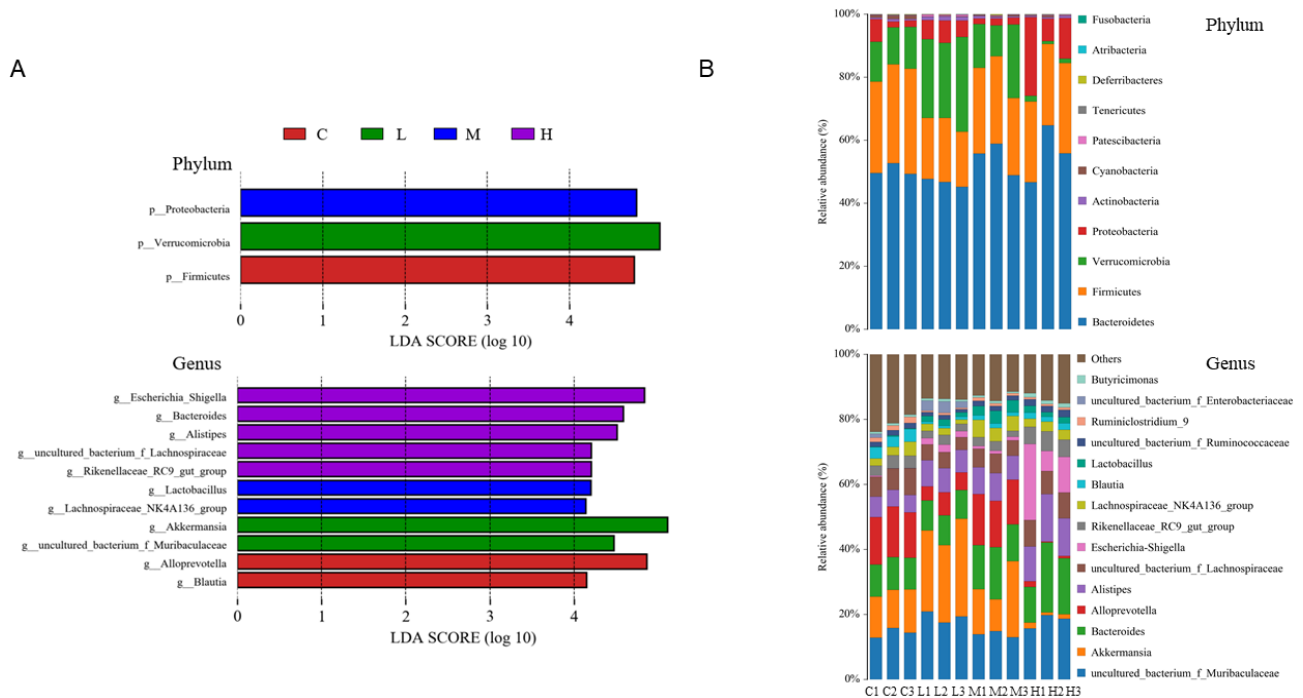 A
C L M H
Phylum
p__Proteobacteria
p__Verrucomicrobia
p__Firmicutes
0 1 2 3 4
LDA SCORE (log 10)
Genus
g__Escherichia_Shigella
g__Bacteroides
g__Alistipes
g__uncultured_bacterium_f_Lachnospiraceae
g__Rikenellaceae_RC9_gut_group
g__Lactobacillus
g__Lachnospiraceae_NK4A136_group
g__Akkermansia
g__uncultured_bacterium_f_Muribaculaceae
g__Alloprevotella
g__Blautia
0 1 2 3 4
LDA SCORE (log 10)
B
Phylum
Relative abundance (%)
100%
80%
60%
40%
20%
0%
Fusobacteria
Atribacteria
Deferribacteres
Tenericutes
Patescibacteria
Cyanobacteria
Actinobacteria
Proteobacteria
Verrucomicrobia
Firmicutes
Bacteroidetes
Genus
Relative abundance (%)
100%
80%
60%
40%
20%
0%
C1 C2 C3 L1 L2 L3 M1 M2 M3 H1 H2 H3
Others
Butyricimonas
uncultured_bacterium_f_Enterobacteriaceae
Ruminiclostridium_9
uncultured_bacterium_f_Ruminococcaceae
Lactobacillus
Blautia
Lachnospiraceae_NK4A136_group
Rikenellaceae_RC9_gut_group
Escherichia-Shigella
uncultured_bacterium_f_Lachnospiraceae
Alistipes
Alloprevotella
Bacteroides
Akkermansia
uncultured_bacterium_f_Muribaculaceae